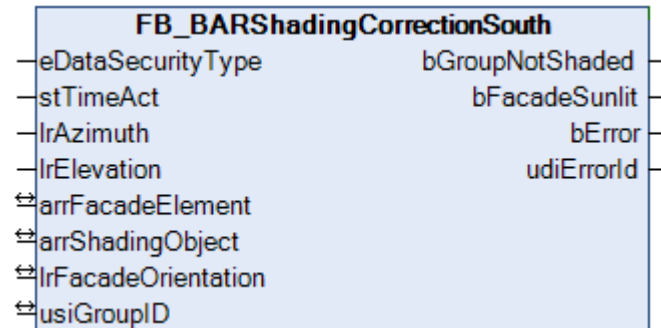 FB_BARShadingCorrectionSouth
eDataSecurityType bGroupNotShaded
stTimeAct bFacadeSunlit
lrAzimuth bError
lrElevation udiErrorId
arrFacadeElement
arrShadingObject
lrFacadeOrientation
usiGroupID